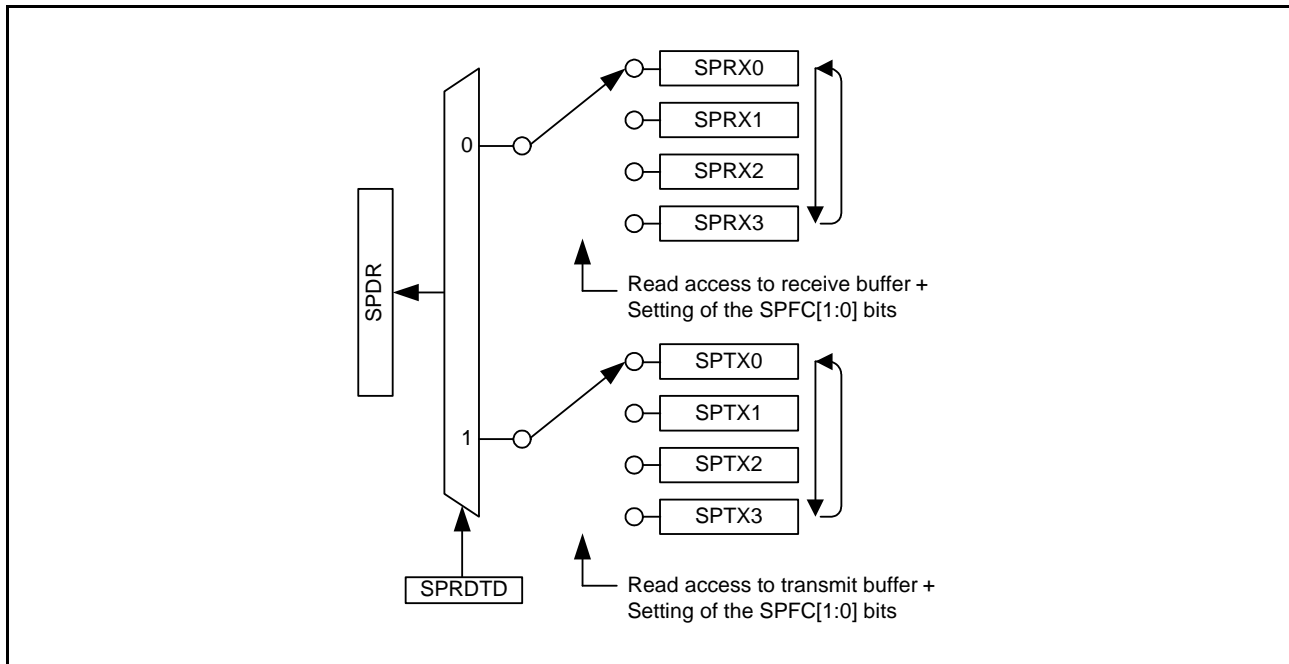 SPRX0
SPRX1
0
SPRX2
SPRX3
SPDR
Read access to receive buffer +
Setting of the SPFC[1:0] bits
SPTX0
SPTX1
1
SPTX2
SPTX3
SPRDTD
Read access to transmit buffer +
Setting of the SPFC[1:0] bits